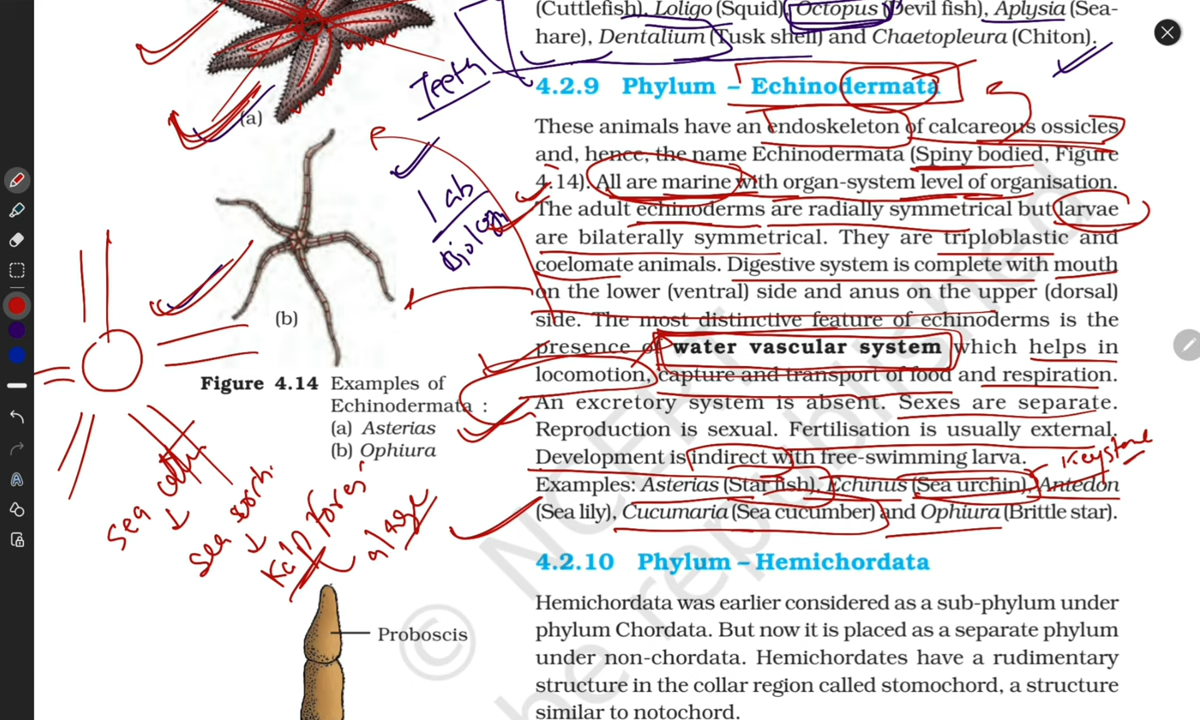 (Cuttlefish), Loligo (Squid), Octopus (Devil fish), Aplysia (Sea-
hare), Dentalium (Tusk shell) and Chaetopleura (Chiton).
4.2.9 Phylum – Echinodermata
These animals have an endoskeleton of calcareous ossicles
and, hence, the name Echinodermata (Spiny bodied, Figure
4.14). All are marine with organ-system level of organisation.
The adult echinoderms are radially symmetrical but larvae
are bilaterally symmetrical. They are triploblastic and
coelomate animals. Digestive system is complete with mouth
on the lower (ventral) side and anus on the upper (dorsal)
side. The most distinctive feature of echinoderms is the
presence of water vascular system which helps in
locomotion, capture and transport of food and respiration.
An excretory system is absent. Sexes are separate.
Reproduction is sexual. Fertilisation is usually external.
Development is indirect with free-swimming larva.
Examples: Asterias (Star fish), Echinus (Sea urchin), Antedon
(Sea lily), Cucumaria (Sea cucumber) and Ophiura (Brittle star).
4.2.10 Phylum – Hemichordata
Hemichordata was earlier considered as a sub-phylum under
phylum Chordata. But now it is placed as a separate phylum
under non-chordata. Hemichordates have a rudimentary
structure in the collar region called stomochord, a structure
similar to notochord.
(a)
(b)
Figure 4.14 Examples of
Echinodermata :
(a) Asterias
(b) Ophiura
Proboscis
Teeth
Lab
Biology
Keystone
sea
sea
algae
© NCERT
be republished
A